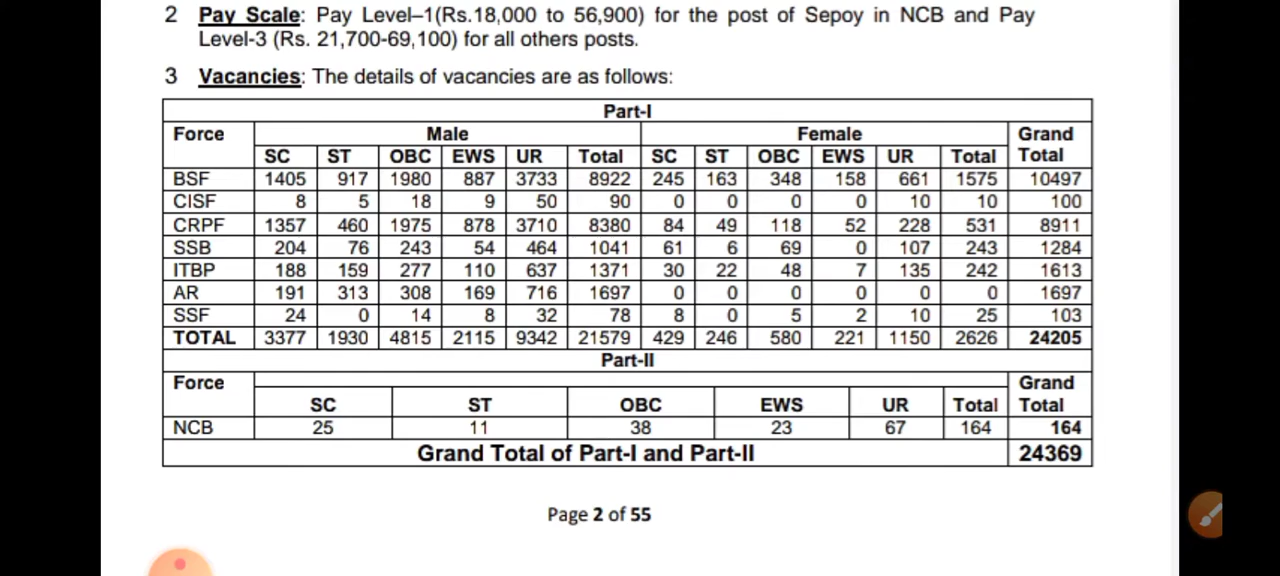 2 Pay Scale: Pay Level–1(Rs.18,000 to 56,900) for the post of Sepoy in NCB and Pay
Level-3 (Rs. 21,700-69,100) for all others posts.
3 Vacancies: The details of vacancies are as follows:
Part-I
Force Male Female Grand
SC ST OBC EWS UR Total SC ST OBC EWS UR Total Total
BSF 1405 917 1980 887 3733 8922 245 163 348 158 661 1575 10497
CISF 8 5 18 9 50 90 0 0 0 0 10 10 100
CRPF 1357 460 1975 878 3710 8380 84 49 118 52 228 531 8911
SSB 204 76 243 54 464 1041 61 6 69 0 107 243 1284
ITBP 188 159 277 110 637 1371 30 22 48 7 135 242 1613
AR 191 313 308 169 716 1697 0 0 0 0 0 0 1697
SSF 24 0 14 8 32 78 8 0 5 2 10 25 103
TOTAL 3377 1930 4815 2115 9342 21579 429 246 580 221 1150 2626 24205
Part-II
Force Grand
SC ST OBC EWS UR Total Total
NCB 25 11 38 23 67 164 164
Grand Total of Part-I and Part-II 24369
Page 2 of 55